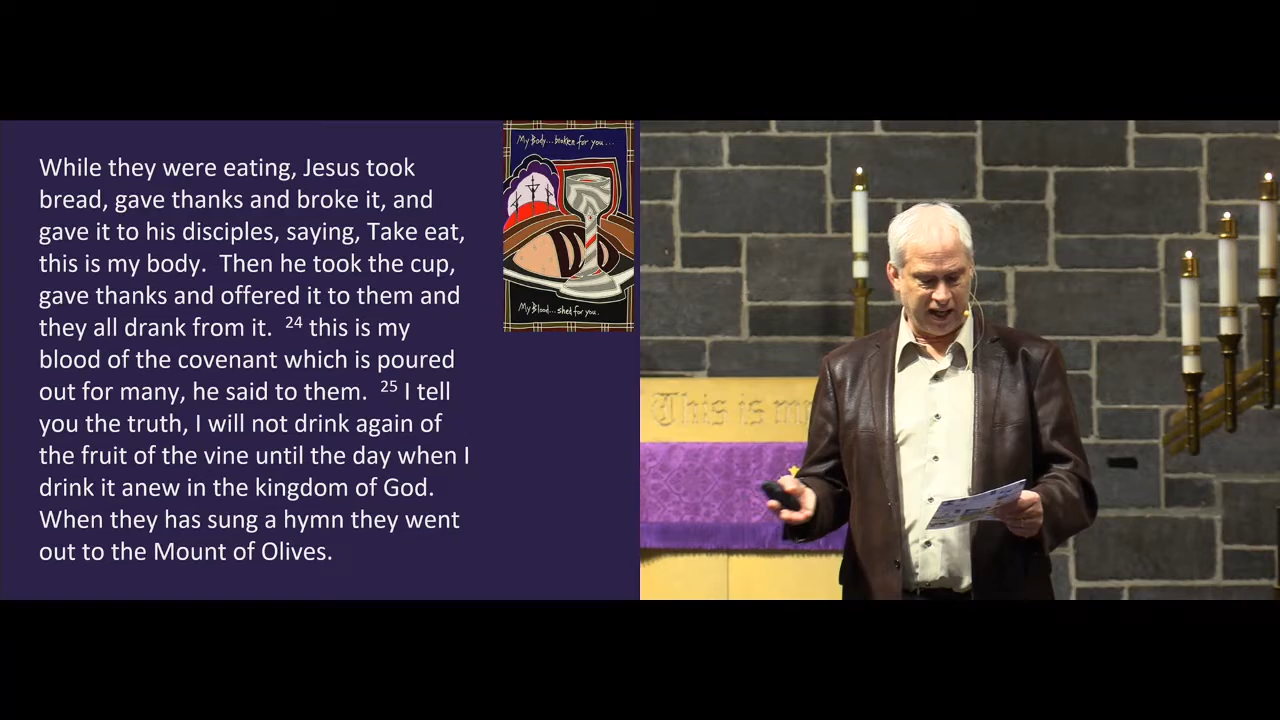 While they were eating, Jesus took
bread, gave thanks and broke it, and
gave it to his disciples, saying, Take eat,
this is my body.  Then he took the cup,
gave thanks and offered it to them and
they all drank from it.  24 this is my
blood of the covenant which is poured
out for many, he said to them.  25 I tell
you the truth, I will not drink again of
the fruit of the vine until the day when I
drink it anew in the kingdom of God.
When they has sung a hymn they went
out to the Mount of Olives.
My Body... broken for you...
My Blood... shed for you.
This is my